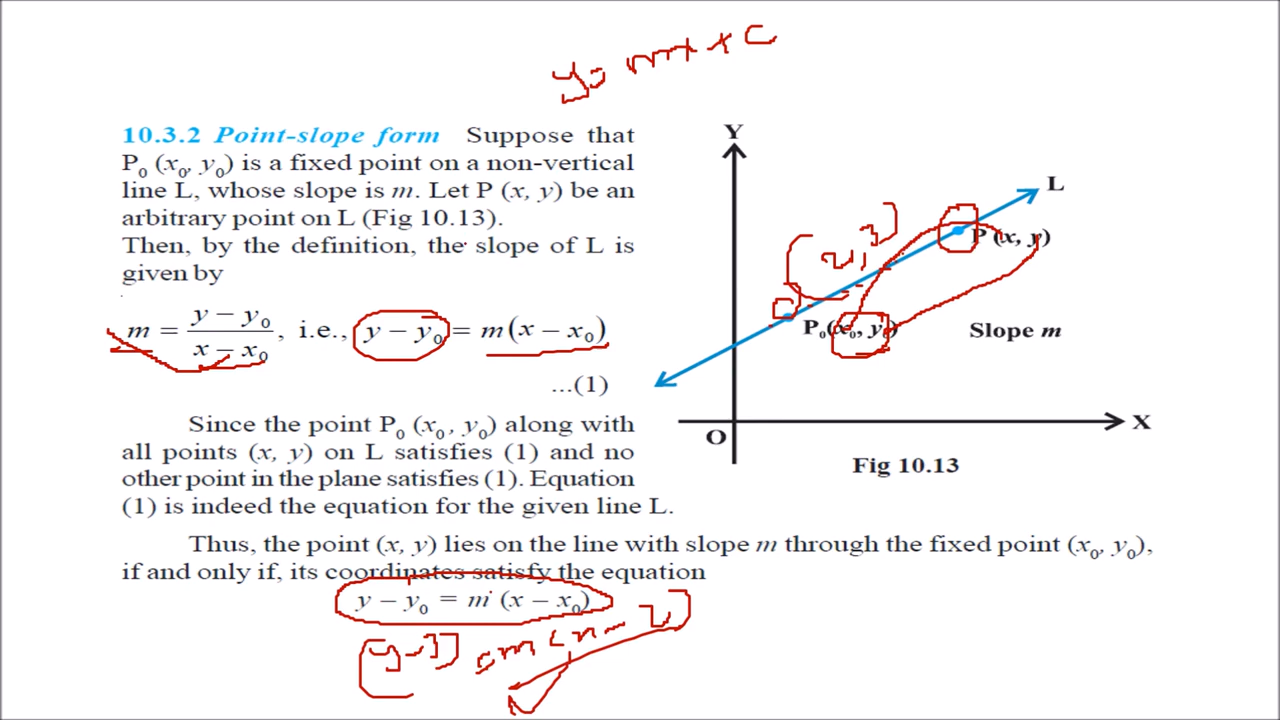 y = mx + c
10.3.2 Point-slope form Suppose that
P₀ (x₀, y₀) is a fixed point on a non-vertical
line L, whose slope is m. Let P (x, y) be an
arbitrary point on L (Fig 10.13).
Then, by the definition, the slope of L is
given by
m = (y − y₀)/(x − x₀), i.e., y − y₀ = m(x − x₀)
...(1)
Since the point P₀ (x₀, y₀) along with
all points (x, y) on L satisfies (1) and no
other point in the plane satisfies (1). Equation
(1) is indeed the equation for the given line L.
Y
L
(2, 3)
P (x, y)
P₀(x₀, y₀)
Slope m
X
O
Fig 10.13
Thus, the point (x, y) lies on the line with slope m through the fixed point (x₀, y₀),
if and only if, its coordinates satisfy the equation
y − y₀ = m (x − x₀)
(y-3) = m(x-2)